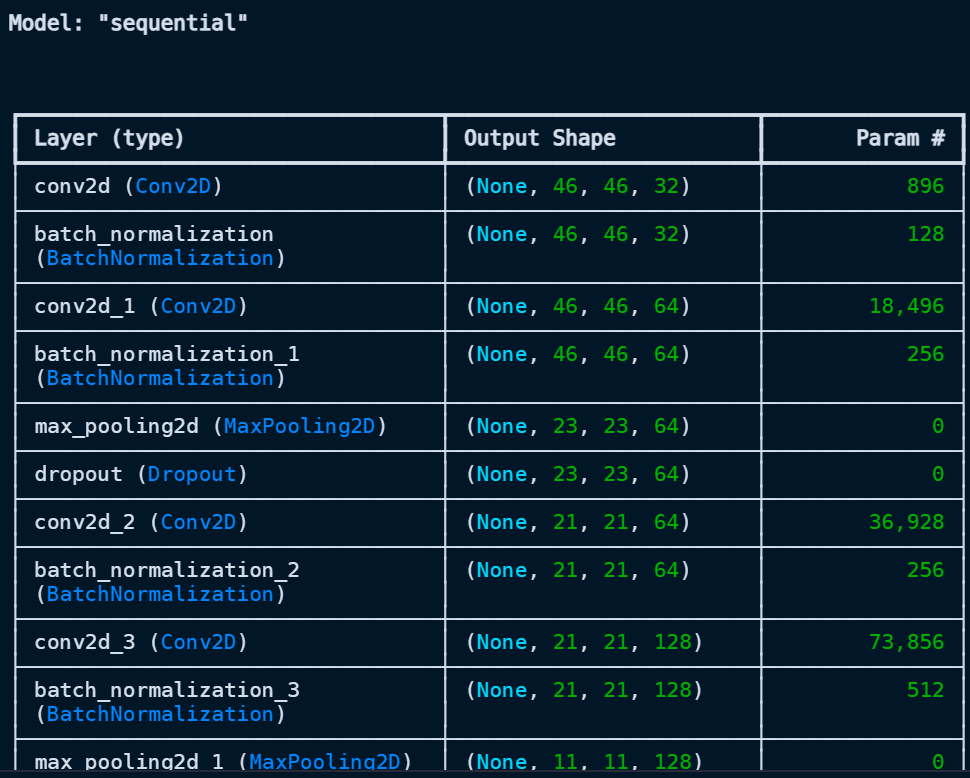 Model: "sequential"
Layer (type) Output Shape Param #
conv2d (Conv2D) (None, 46, 46, 32) 896
batch_normalization (None, 46, 46, 32) 128
(BatchNormalization)
conv2d_1 (Conv2D) (None, 46, 46, 64) 18,496
batch_normalization_1 (None, 46, 46, 64) 256
(BatchNormalization)
max_pooling2d (MaxPooling2D) (None, 23, 23, 64) 0
dropout (Dropout) (None, 23, 23, 64) 0
conv2d_2 (Conv2D) (None, 21, 21, 64) 36,928
batch_normalization_2 (None, 21, 21, 64) 256
(BatchNormalization)
conv2d_3 (Conv2D) (None, 21, 21, 128) 73,856
batch_normalization_3 (None, 21, 21, 128) 512
(BatchNormalization)
max_pooling2d_1 (MaxPooling2D) (None, 11, 11, 128) 0